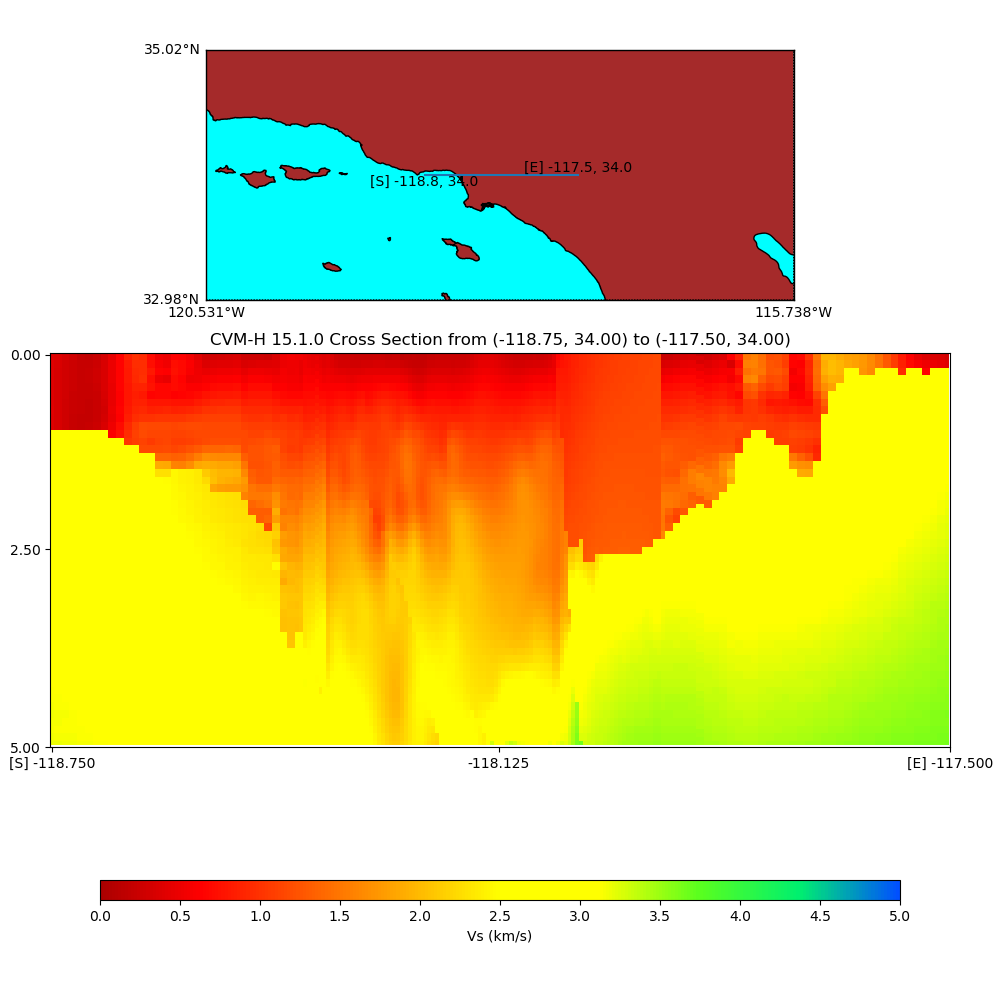 35.02°N
[E] -117.5, 34.0
[S] -118.8, 34.0
32.98°N
120.531°W 115.738°W
CVM-H 15.1.0 Cross Section from (-118.75, 34.00) to (-117.50, 34.00)
0.00
2.50
5.00
[S] -118.750 -118.125 [E] -117.500
0.0 0.5 1.0 1.5 2.0 2.5 3.0 3.5 4.0 4.5 5.0
Vs (km/s)